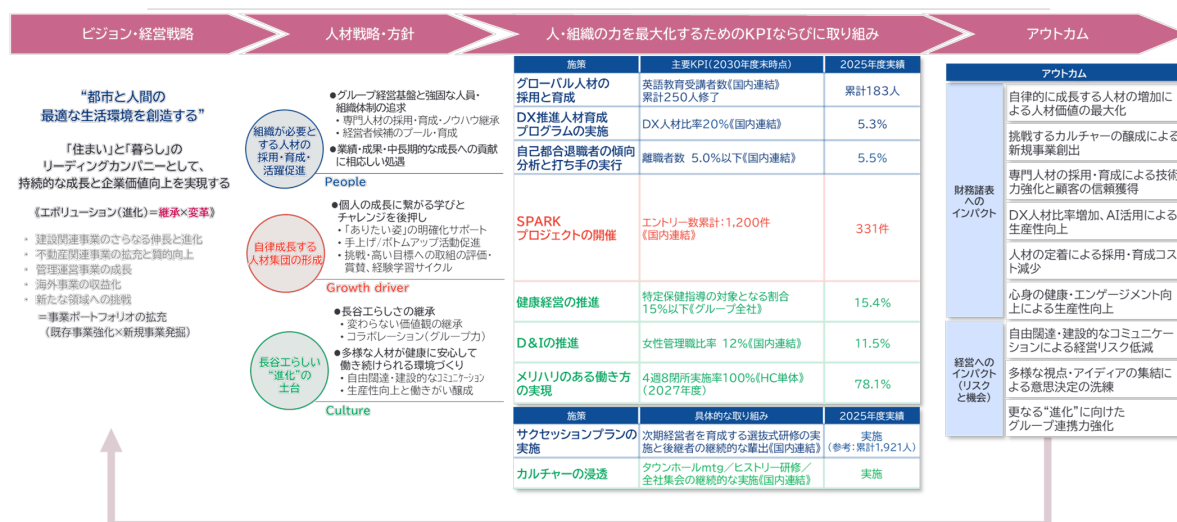 ビジョン・経営戦略
人材戦略・方針
人・組織の力を最大化するためのKPIならびに取り組み
アウトカム
“都市と人間の
最適な生活環境を創造する”
「住まい」と「暮らし」の
リーディングカンパニーとして、
持続的な成長と企業価値向上を実現する
《エボリューション(進化)＝継承×変革》
・ 建設関連事業のさらなる伸長と進化
・ 不動産関連事業の拡充と質的向上
・ 管理運営事業の成長
・ 海外事業の収益化
・ 新たな領域への挑戦
＝事業ポートフォリオの拡充
(既存事業強化×新規事業発掘)
組織が必要と
する人材の
採用・育成・
活躍促進
●グループ経営基盤と強固な人員・
組織体制の追求
・専門人材の採用・育成・ノウハウ継承
・経営者候補のプール・育成
●業績・成果・中長期的な成長への貢献
に相応しい処遇
People
自律成長する
人材集団の形成
●個人の成長に繋がる学びと
チャレンジを後押し
・「ありたい姿」の明確化サポート
・手上げ/ボトムアップ活動促進
・挑戦・高い目標への取組の評価・
賞賛、経験学習サイクル
Growth driver
長谷工らしい
“進化”の
土台
●長谷工らしさの継承
・変わらない価値観の継承
・コラボレーション(グループ力)
●多様な人材が健康に安心して
働き続けられる環境づくり
・自由闊達・建設的なコミュニケーション
・生産性向上と働きがい醸成
Culture
施策
主要KPI(2030年度末時点)
2025年度実績
グローバル人材の
採用と育成
英語教育受講者数《国内連結》
累計250人修了
累計183人
DX推進人材育成
プログラムの実施
DX人材比率20%《国内連結》
5.3%
自己都合退職者の傾向
分析と打ち手の実行
離職者数 5.0%以下《国内連結》
5.5%
SPARK
プロジェクトの開催
エントリー数累計：1,200件
《国内連結》
331件
健康経営の推進
特定保健指導の対象となる割合
15%以下《グループ全社》
15.4%
D&Iの推進
女性管理職比率 12%《国内連結》
11.5%
メリハリのある働き方
の実現
4週8閉所実施率100%《HC単体》
(2027年度)
78.1%
施策
具体的な取り組み
2025年度実績
サクセッションプランの
実施
次期経営者を育成する選抜式研修の実
施と後継者の継続的な輩出《国内連結》
実施
(参考：累計1,921人)
カルチャーの浸透
タウンホールmtg／ヒストリー研修／
全社集会の継続的な実施《国内連結》
実施
アウトカム
財務諸表
への
インパクト
自律的に成長する人材の増加に
よる人材価値の最大化
挑戦するカルチャーの醸成による
新規事業創出
専門人材の採用・育成による技術
力強化と顧客の信頼獲得
DX人材比率増加、AI活用による
生産性向上
人材の定着による採用・育成コス
ト減少
心身の健康・エンゲージメント向
上による生産性向上
経営への
インパクト
(リスク
と機会)
自由闊達・建設的なコミュニケー
ションによる経営リスク低減
多様な視点・アイディアの集結に
よる意思決定の洗練
更なる“進化”に向けた
グループ連携力強化